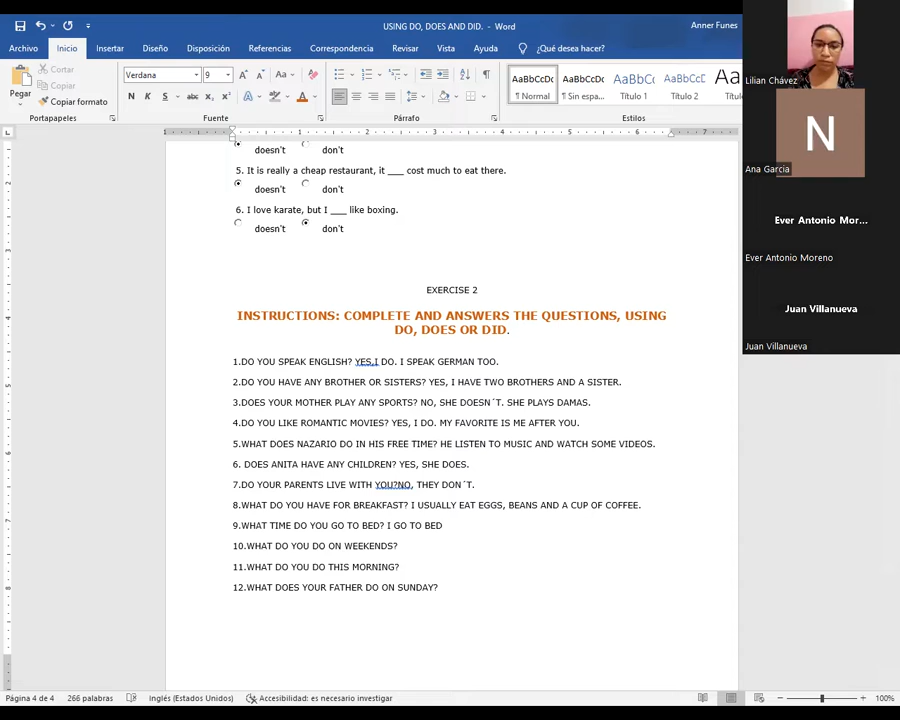 USING DO, DOES AND DID. - Word
Anner Funes
Archivo Inicio Insertar Diseño Disposición Referencias Correspondencia Revisar Vista Ayuda ¿Qué desea hacer?
Pegar
Cortar
Copiar
Copiar formato
Verdana 9
Aa
N K S abc x₂ x² A A
AaBbCcDc AaBbCcDc AaBbC AaBbCcD AaB
¶ Normal ¶ Sin espa... Título 1 Título 2 Título
Portapapeles Fuente Párrafo Estilos
Lilian Chávez
N
Ana Garcia
Ever Antonio Mor...
Ever Antonio Moreno
Juan Villanueva
Juan Villanueva
doesn't don't
5. It is really a cheap restaurant, it ___ cost much to eat there.
doesn't don't
6. I love karate, but I ___ like boxing.
doesn't don't
EXERCISE 2
INSTRUCTIONS: COMPLETE AND ANSWERS THE QUESTIONS, USING
DO, DOES OR DID.
1.DO YOU SPEAK ENGLISH? YES,I DO. I SPEAK GERMAN TOO.
2.DO YOU HAVE ANY BROTHER OR SISTERS? YES, I HAVE TWO BROTHERS AND A SISTER.
3.DOES YOUR MOTHER PLAY ANY SPORTS? NO, SHE DOESN´T. SHE PLAYS DAMAS.
4.DO YOU LIKE ROMANTIC MOVIES? YES, I DO. MY FAVORITE IS ME AFTER YOU.
5.WHAT DOES NAZARIO DO IN HIS FREE TIME? HE LISTEN TO MUSIC AND WATCH SOME VIDEOS.
6. DOES ANITA HAVE ANY CHILDREN? YES, SHE DOES.
7.DO YOUR PARENTS LIVE WITH YOU?NO, THEY DON´T.
8.WHAT DO YOU HAVE FOR BREAKFAST? I USUALLY EAT EGGS, BEANS AND A CUP OF COFFEE.
9.WHAT TIME DO YOU GO TO BED? I GO TO BED
10.WHAT DO YOU DO ON WEEKENDS?
11.WHAT DO YOU DO THIS MORNING?
12.WHAT DOES YOUR FATHER DO ON SUNDAY?
Página 4 de 4 266 palabras Inglés (Estados Unidos) Accesibilidad: es necesario investigar 100%